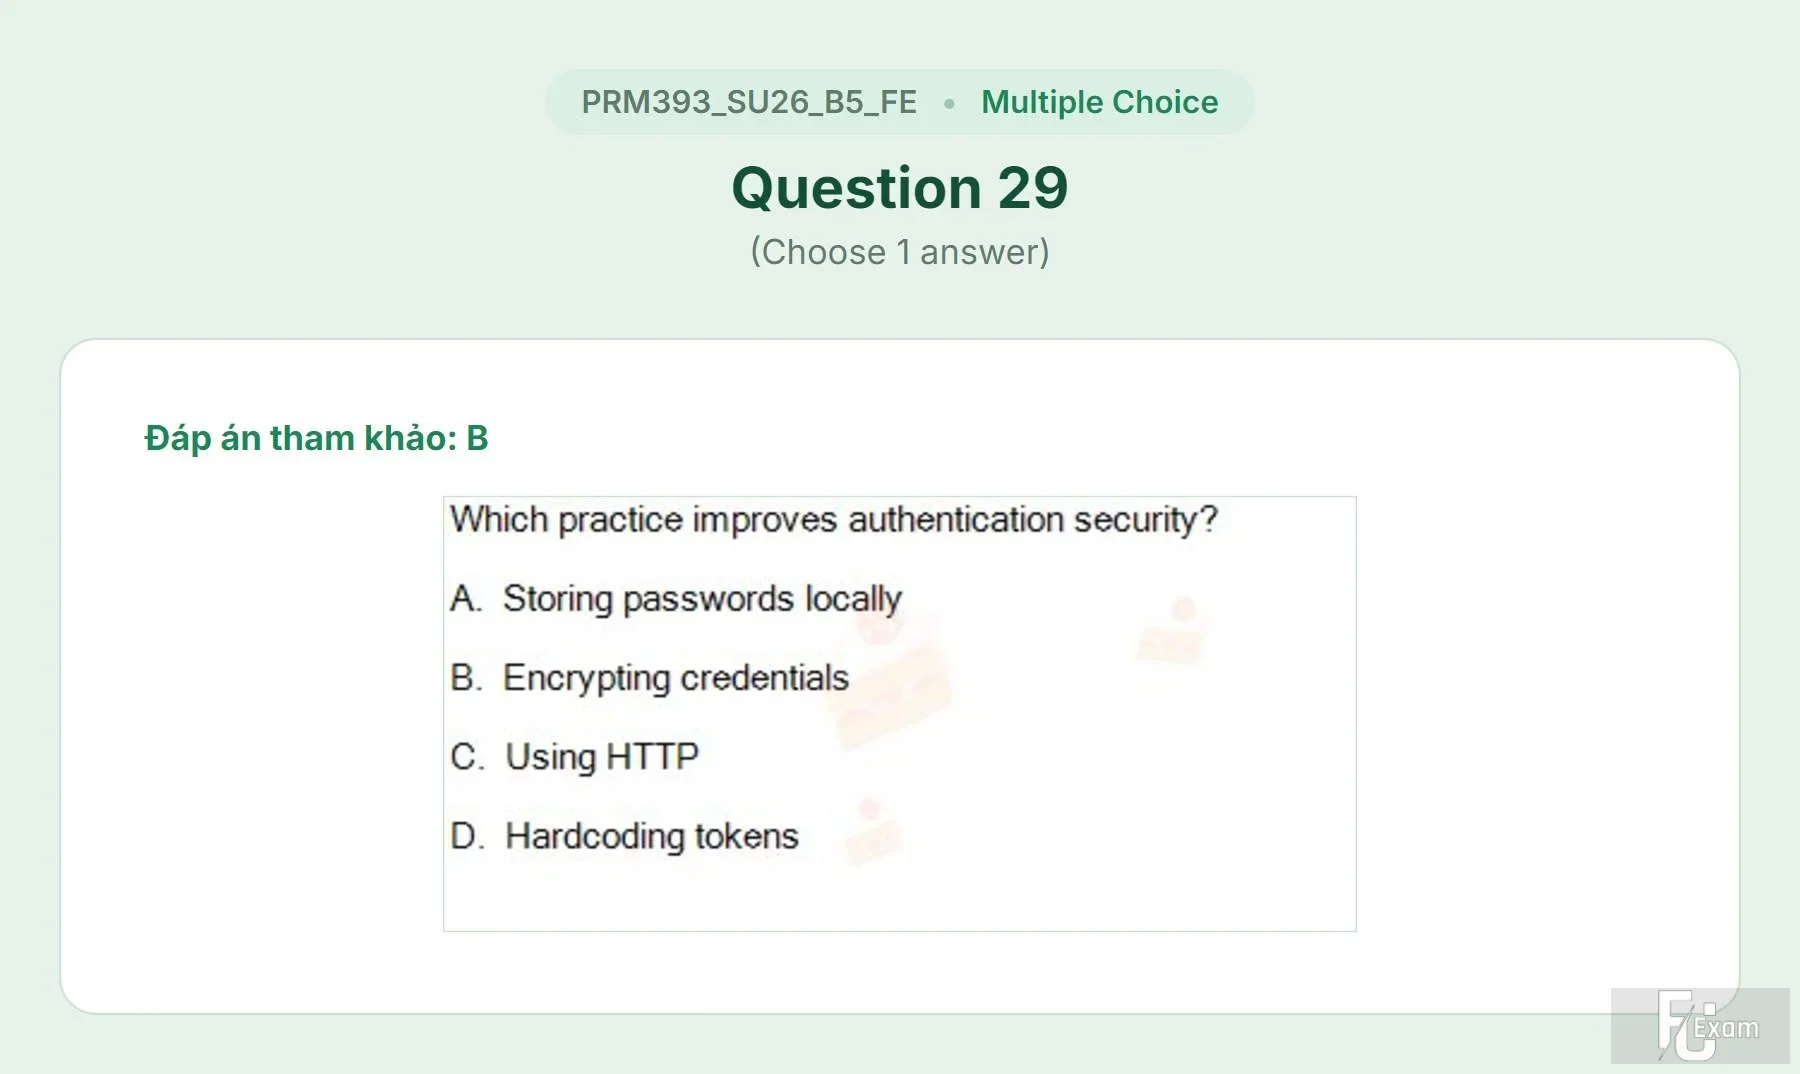 PRM393_SU26_B5_FE • Multiple Choice
Question 29
(Choose 1 answer)
Đáp án tham khảo: B
Which practice improves authentication security?
A. Storing passwords locally
B. Encrypting credentials
C. Using HTTP
D. Hardcoding tokens
FU Exam